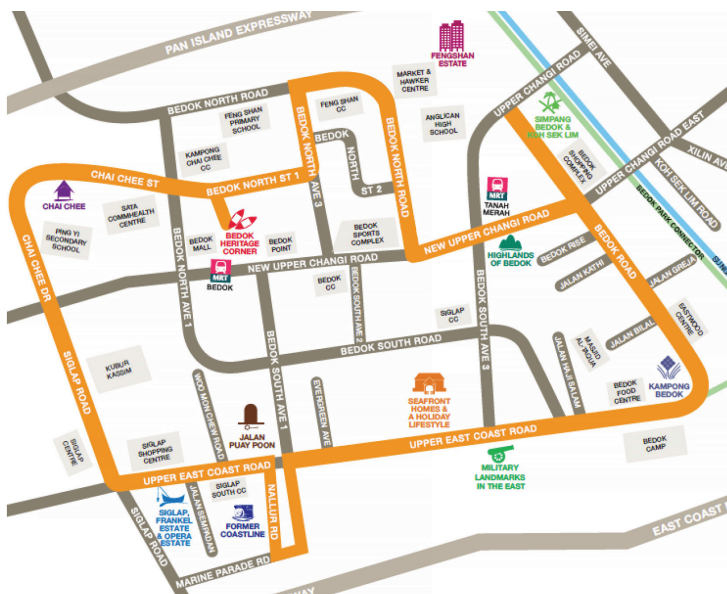 PAN ISLAND EXPRESSWAY
FENGSHAN
ESTATE
SIMEI AVE
MARKET &
HAWKER
CENTRE
UPPER CHANGI ROAD
BEDOK NORTH ROAD
FENG SHAN
CC
FENG SHAN
PRIMARY
SCHOOL
ANGLICAN
HIGH
SCHOOL
SIMPANG
BEDOK &
KOH SEK LIM
BEDOK
NORTH
ST 2
BEDOK NORTH AVE 3
BEDOK NORTH ROAD
KAMPONG
CHAI CHEE
CC
BEDOK
SHOPPING
COMPLEX
UPPER CHANGI ROAD EAST
XILIN AVE
KOH SEK LIM ROAD
CHAI CHEE ST
BEDOK NORTH ST 1
CHAI CHEE
SATA
COMMHEALTH
CENTRE
MRT
TANAH
MERAH
BEDOK PARK CONNECTOR
PING YI
SECONDARY
SCHOOL
BEDOK
HERITAGE
CORNER
BEDOK
MALL
BEDOK
POINT
BEDOK
SPORTS
COMPLEX
NEW UPPER CHANGI ROAD
HIGHLANDS
OF BEDOK
BEDOK RISE
BEDOK ROAD
CHAI CHEE DR
BEDOK NORTH AVE 1
MRT
BEDOK
NEW UPPER CHANGI ROAD
BEDOK
CC
BEDOK SOUTH AVE 2
JALAN KATHI
JALAN GREJA
SIGLAP
CC
EASTWOOD
CENTRE
BEDOK SOUTH ROAD
BEDOK SOUTH AVE 3
JALAN BILAL
KUBUR
KASSIM
SIGLAP ROAD
WOO MON CHEW ROAD
BEDOK SOUTH AVE 1
EVERGREEN AVE
JALAN HAJI SALAM
KAMPONG
BEDOK
BEDOK
FOOD
CENTRE
SEAFRONT
HOMES &
A HOLIDAY
LIFESTYLE
JALAN
PUAY POON
SIGLAP
CENTRE
SIGLAP
SHOPPING
CENTRE
UPPER EAST COAST ROAD
BEDOK
CAMP
UPPER EAST COAST ROAD
MILITARY
LANDMARKS
IN THE EAST
SIGLAP
SOUTH CC
SIGLAP,
FRANKEL
ESTATE
& OPERA
ESTATE
JALAN SEMPADAN
FORMER
COASTLINE
NALLUR RD
SIGLAP ROAD
MARINE PARADE RD